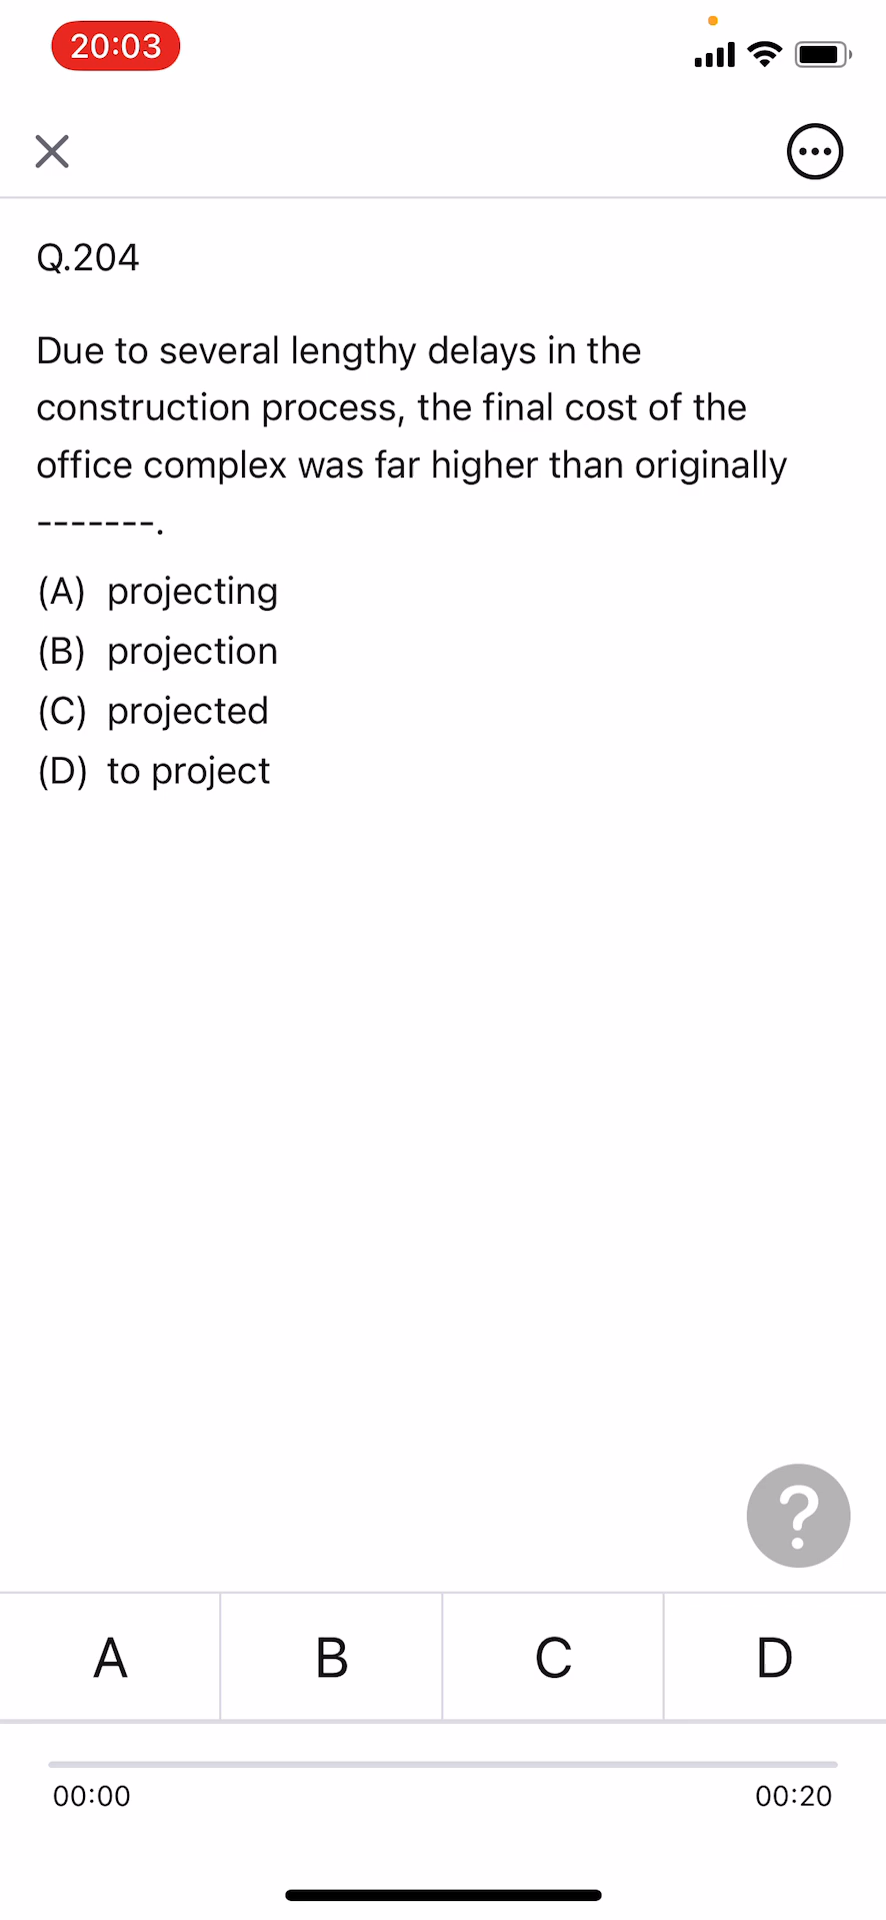 20:03
Q.204
Due to several lengthy delays in the
construction process, the final cost of the
office complex was far higher than originally
-------.
(A) projecting
(B) projection
(C) projected
(D) to project
?
A B C D
00:00 00:20